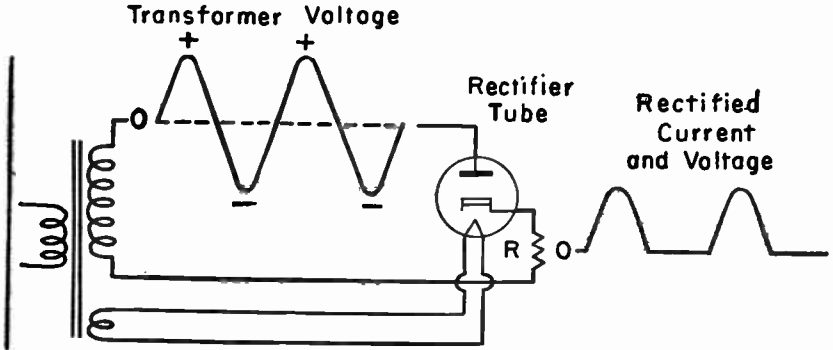 Transformer Voltage
+ +
0
− −
Rectifier
Tube
R
Rectified
Current
and Voltage
0